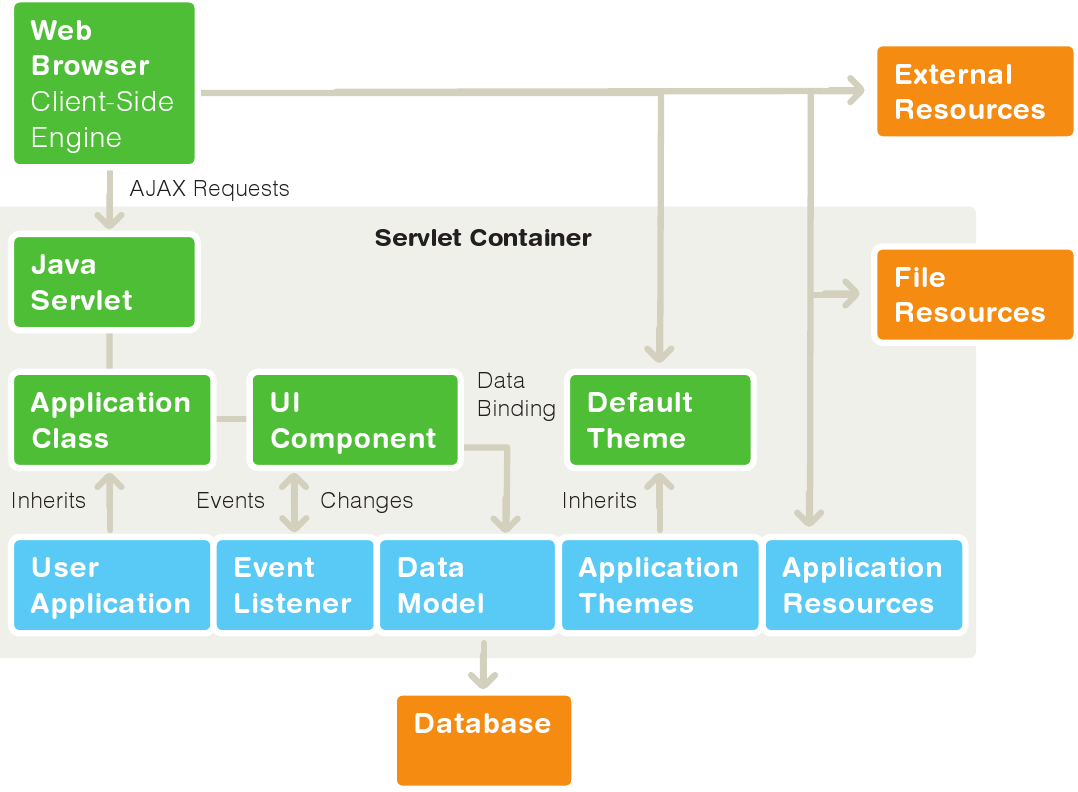 Web
Browser
Client-Side
Engine
External
Resources
AJAX Requests
Servlet Container
Java
Servlet
File
Resources
Application
Class
UI
Component
Data
Binding
Default
Theme
Inherits
Events
Changes
Inherits
User
Application
Event
Listener
Data
Model
Application
Themes
Application
Resources
Database